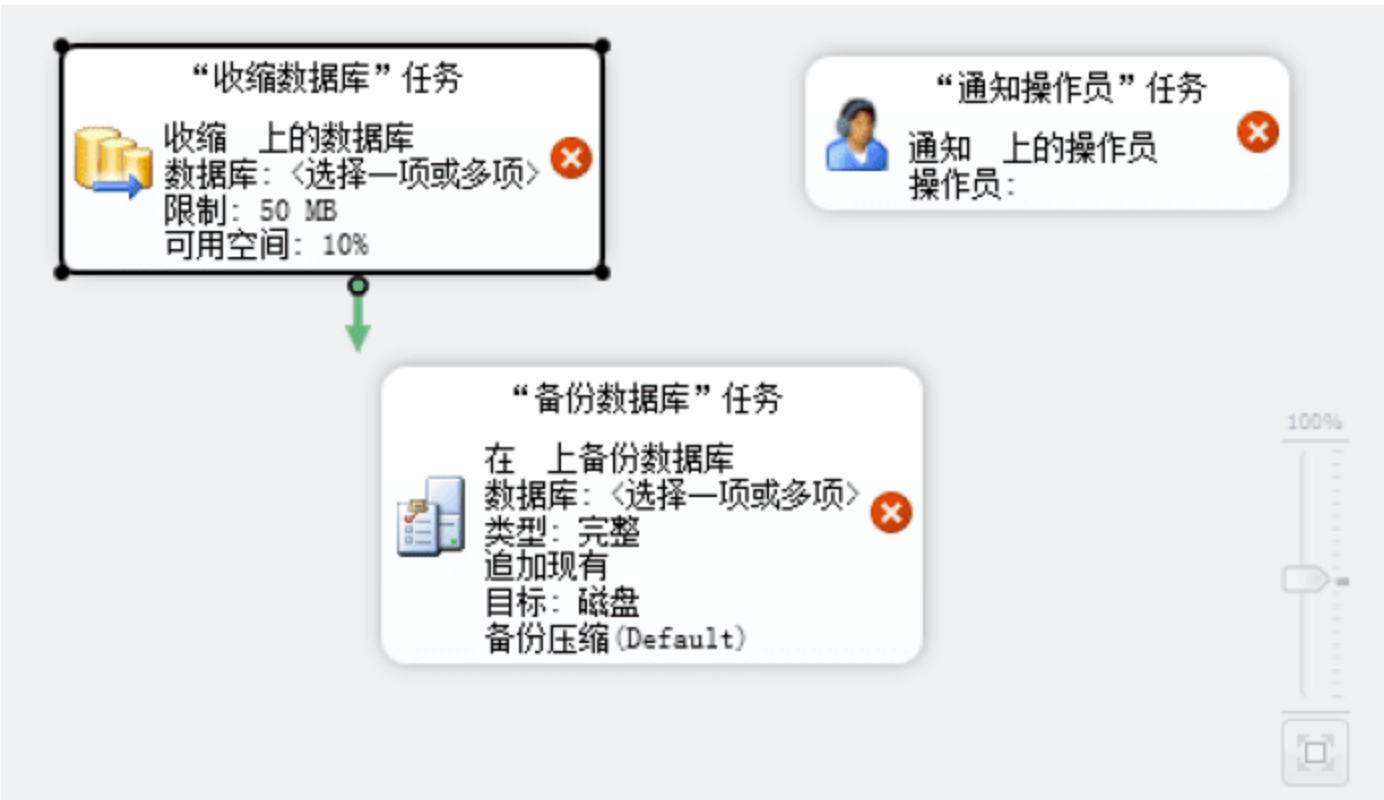 “收缩数据库”任务
收缩  上的数据库
数据库: <选择一项或多项>
限制: 50 MB
可用空间: 10%
“通知操作员”任务
通知  上的操作员
操作员:
“备份数据库”任务
在  上备份数据库
数据库: <选择一项或多项>
类型: 完整
追加现有
目标: 磁盘
备份压缩(Default)
100%